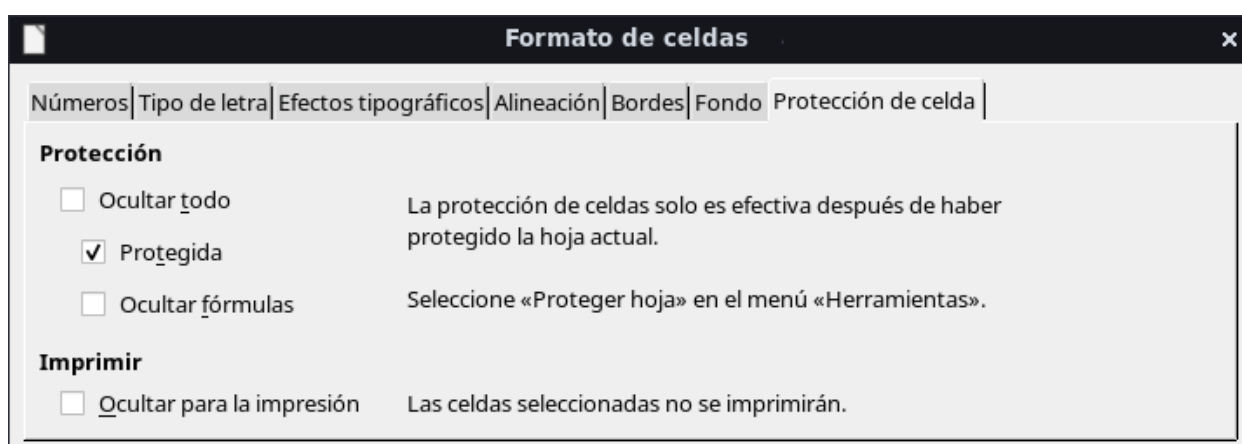 Formato de celdas
Números Tipo de letra Efectos tipográficos Alineación Bordes Fondo Protección de celda
Protección
Ocultar todo
La protección de celdas solo es efectiva después de haber
protegido la hoja actual.
Protegida
Ocultar fórmulas
Seleccione «Proteger hoja» en el menú «Herramientas».
Imprimir
Ocultar para la impresión
Las celdas seleccionadas no se imprimirán.